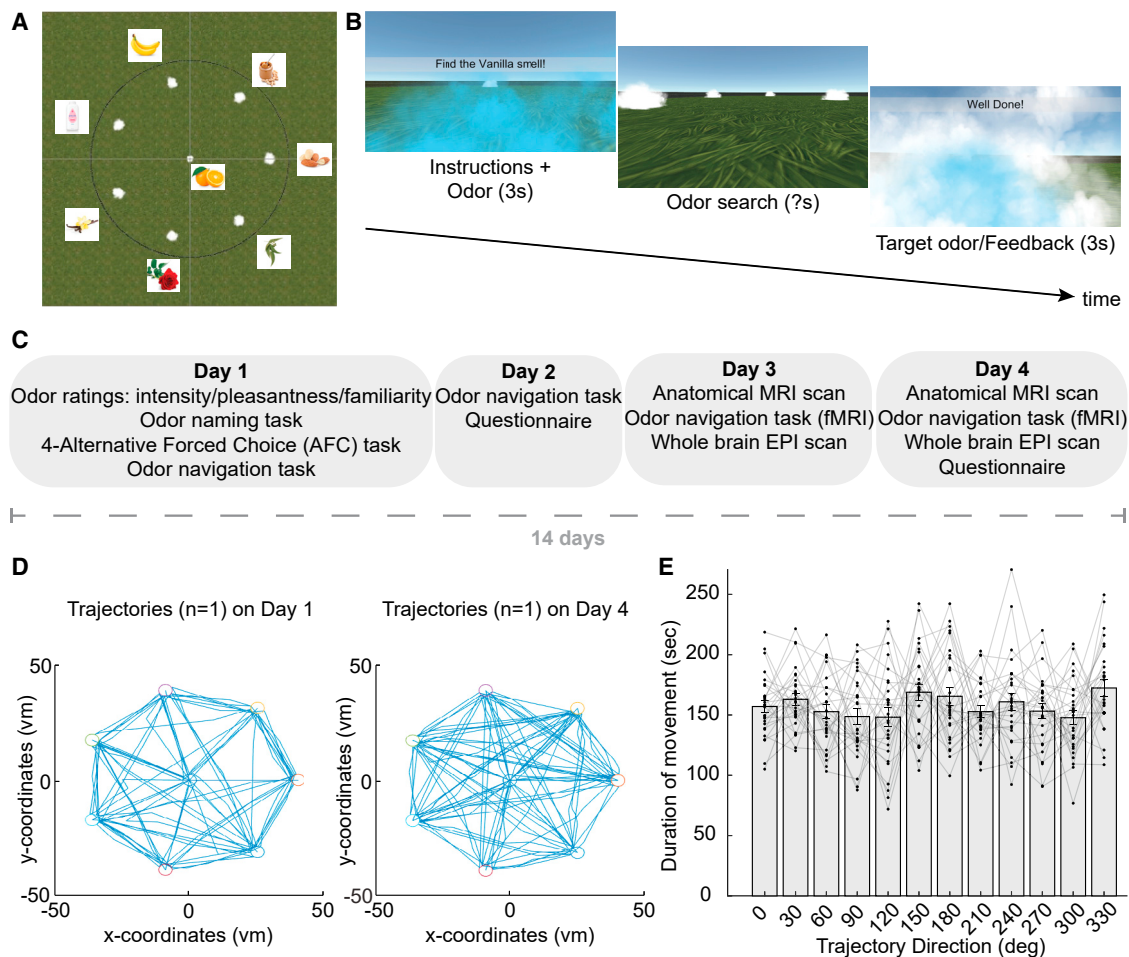 A
B
Find the Vanilla smell!
Well Done!
Instructions +
Odor (3s)
Odor search (?s)
Target odor/Feedback (3s)
time
C
Day 1
Odor ratings: intensity/pleasantness/familiarity
Odor naming task
4-Alternative Forced Choice (AFC) task
Odor navigation task
Day 2
Odor navigation task
Questionnaire
Day 3
Anatomical MRI scan
Odor navigation task (fMRI)
Whole brain EPI scan
Day 4
Anatomical MRI scan
Odor navigation task (fMRI)
Whole brain EPI scan
Questionnaire
14 days
D
Trajectories (n=1) on Day 1
50
0
-50
y-coordinates (vm)
-50
0
50
x-coordinates (vm)
Trajectories (n=1) on Day 4
50
0
-50
y-coordinates (vm)
-50
0
50
x-coordinates (vm)
E
250
200
150
100
50
0
Duration of movement (sec)
0
30
60
90
120
150
180
210
240
270
300
330
Trajectory Direction (deg)